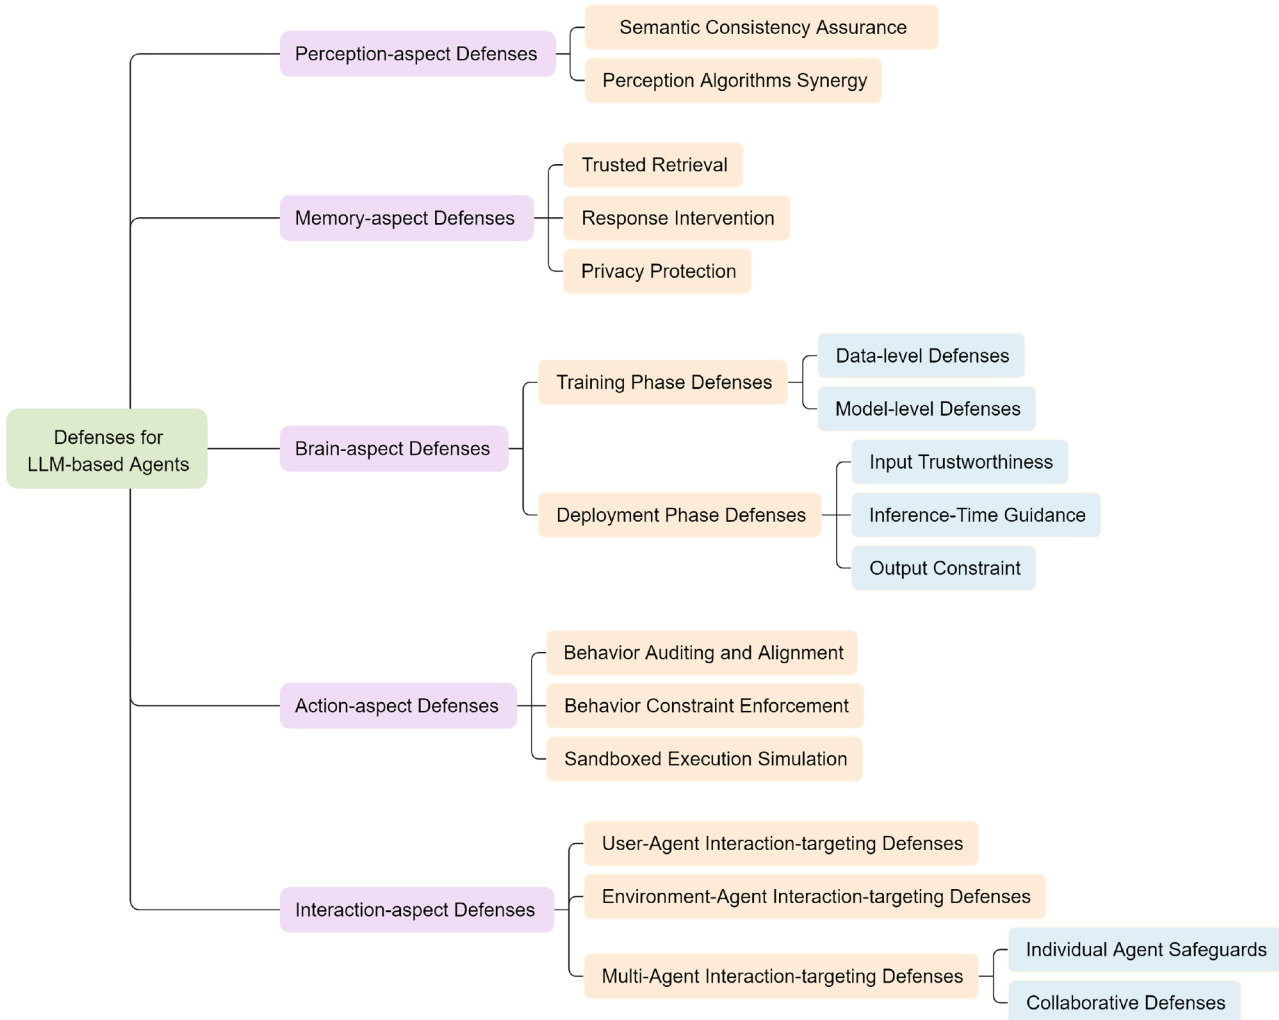 Defenses for
LLM-based Agents
Perception-aspect Defenses
Semantic Consistency Assurance
Perception Algorithms Synergy
Memory-aspect Defenses
Trusted Retrieval
Response Intervention
Privacy Protection
Brain-aspect Defenses
Training Phase Defenses
Data-level Defenses
Model-level Defenses
Deployment Phase Defenses
Input Trustworthiness
Inference-Time Guidance
Output Constraint
Action-aspect Defenses
Behavior Auditing and Alignment
Behavior Constraint Enforcement
Sandboxed Execution Simulation
Interaction-aspect Defenses
User-Agent Interaction-targeting Defenses
Environment-Agent Interaction-targeting Defenses
Multi-Agent Interaction-targeting Defenses
Individual Agent Safeguards
Collaborative Defenses